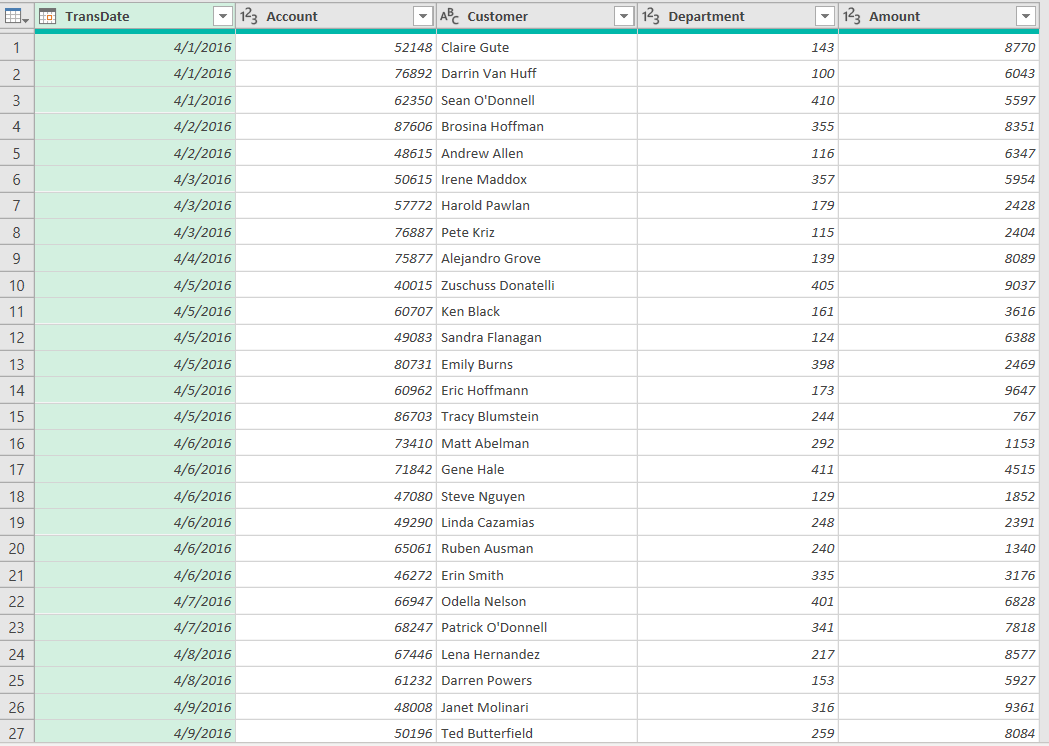 TransDate 1²3 Account ABC Customer 1²3 Department 1²3 Amount
1 4/1/2016 52148 Claire Gute 143 8770
2 4/1/2016 76892 Darrin Van Huff 100 6043
3 4/1/2016 62350 Sean O'Donnell 410 5597
4 4/2/2016 87606 Brosina Hoffman 355 8351
5 4/2/2016 48615 Andrew Allen 116 6347
6 4/3/2016 50615 Irene Maddox 357 5954
7 4/3/2016 57772 Harold Pawlan 179 2428
8 4/3/2016 76887 Pete Kriz 115 2404
9 4/4/2016 75877 Alejandro Grove 139 8089
10 4/5/2016 40015 Zuschuss Donatelli 405 9037
11 4/5/2016 60707 Ken Black 161 3616
12 4/5/2016 49083 Sandra Flanagan 124 6388
13 4/5/2016 80731 Emily Burns 398 2469
14 4/5/2016 60962 Eric Hoffmann 173 9647
15 4/5/2016 86703 Tracy Blumstein 244 767
16 4/6/2016 73410 Matt Abelman 292 1153
17 4/6/2016 71842 Gene Hale 411 4515
18 4/6/2016 47080 Steve Nguyen 129 1852
19 4/6/2016 49290 Linda Cazamias 248 2391
20 4/6/2016 65061 Ruben Ausman 240 1340
21 4/6/2016 46272 Erin Smith 335 3176
22 4/7/2016 66947 Odella Nelson 401 6828
23 4/7/2016 68247 Patrick O'Donnell 341 7818
24 4/8/2016 67446 Lena Hernandez 217 8577
25 4/8/2016 61232 Darren Powers 153 5927
26 4/9/2016 48008 Janet Molinari 316 9361
27 4/9/2016 50196 Ted Butterfield 259 8084